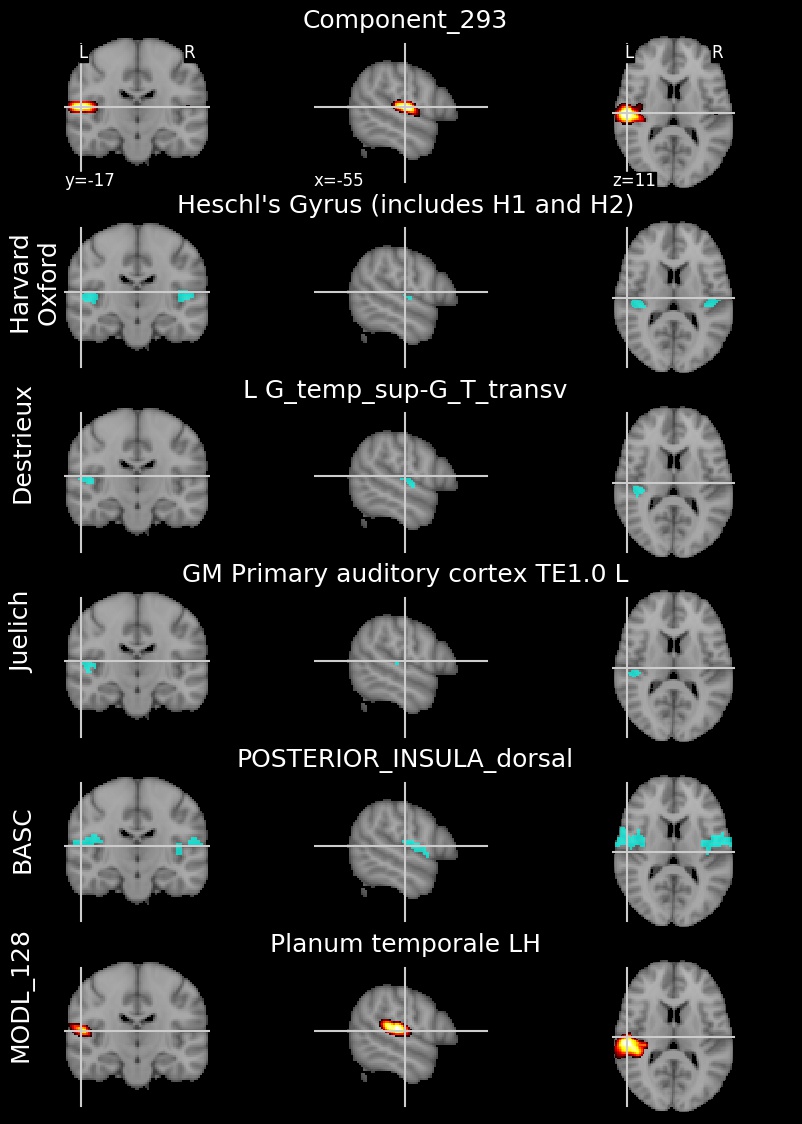 Component_293
L R
L R
y=-17
x=-55
z=11
Heschl's Gyrus (includes H1 and H2)
Harvard
Oxford
L G_temp_sup-G_T_transv
Destrieux
GM Primary auditory cortex TE1.0 L
Juelich
POSTERIOR_INSULA_dorsal
BASC
Planum temporale LH
MODL_128